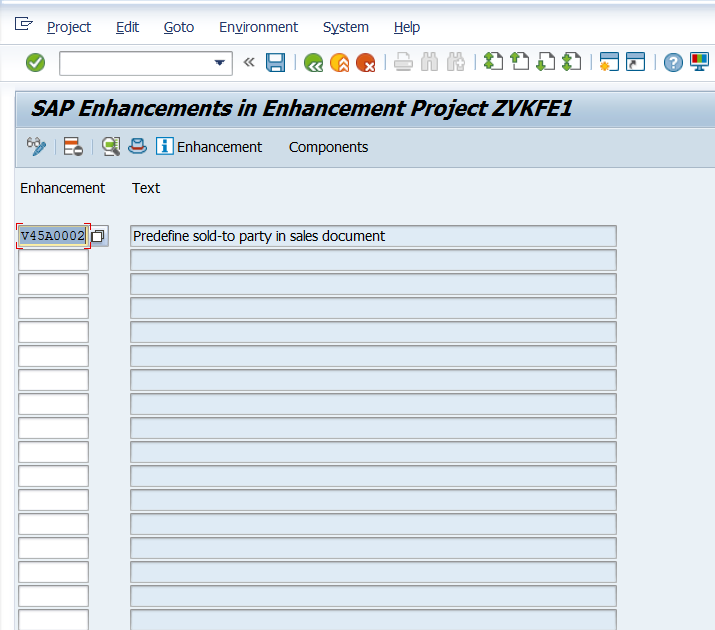 Project Edit Goto Environment System Help
SAP Enhancements in Enhancement Project ZVKFE1
Enhancement Components
Enhancement Text
V45A0002 Predefine sold-to party in sales document